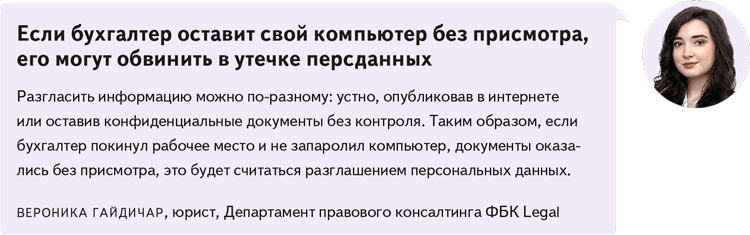 Если бухгалтер оставит свой компьютер без присмотра,
его могут обвинить в утечке персданных
Разгласить информацию можно по-разному: устно, опубликовав в интернете
или оставив конфиденциальные документы без контроля. Таким образом, если
бухгалтер покинул рабочее место и не запаролил компьютер, документы оказа-
лись без присмотра, это будет считаться разглашением персональных данных.
ВЕРОНИКА ГАЙДИЧАР, юрист, Департамент правового консалтинга ФБК Legal